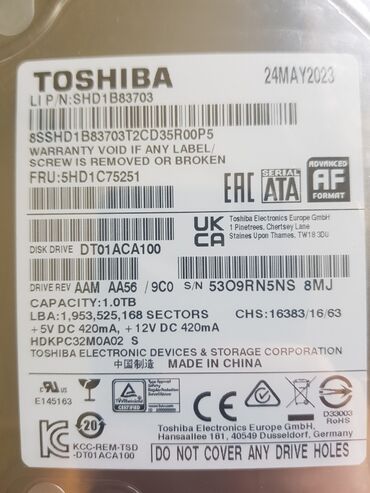 TOSHIBA
24MAY2023
LI P/N:SHD1B83703
8SSHD1B83703T2CD35R00P5
WARRANTY VOID IF ANY LABEL/
SCREW IS REMOVED OR BROKEN
FRU:5HD1C75251
EAC
SERIAL
ATA
ADVANCED
AF
FORMAT
UK
CA
Toshiba Electronics Europe GmbH
1 Pinetrees, Chertsey Lane
Staines Upon Thames, TW18 3DU
DISK DRIVE DT01ACA100
DRIVE REV AAM AA56 / 9C0 S/N 53O9RN5NS 8MJ
CAPACITY:1.0TB
LBA:1,953,525,168 SECTORS CHS:16383/16/63
+5V DC 420mA, +12V DC 420mA
HDKPC32M0A02 S
TOSHIBA ELECTRONIC DEVICES & STORAGE CORPORATION
中国制造 MADE IN CHINA
E145163
D33003
RoHS
20
KCC-REM-TSD
-DT01ACA100
Toshiba Electronics Europe GmbH
Hansaallee 181, 40549 Dusseldorf, Germany
DO NOT COVER ANY DRIVE HOLES